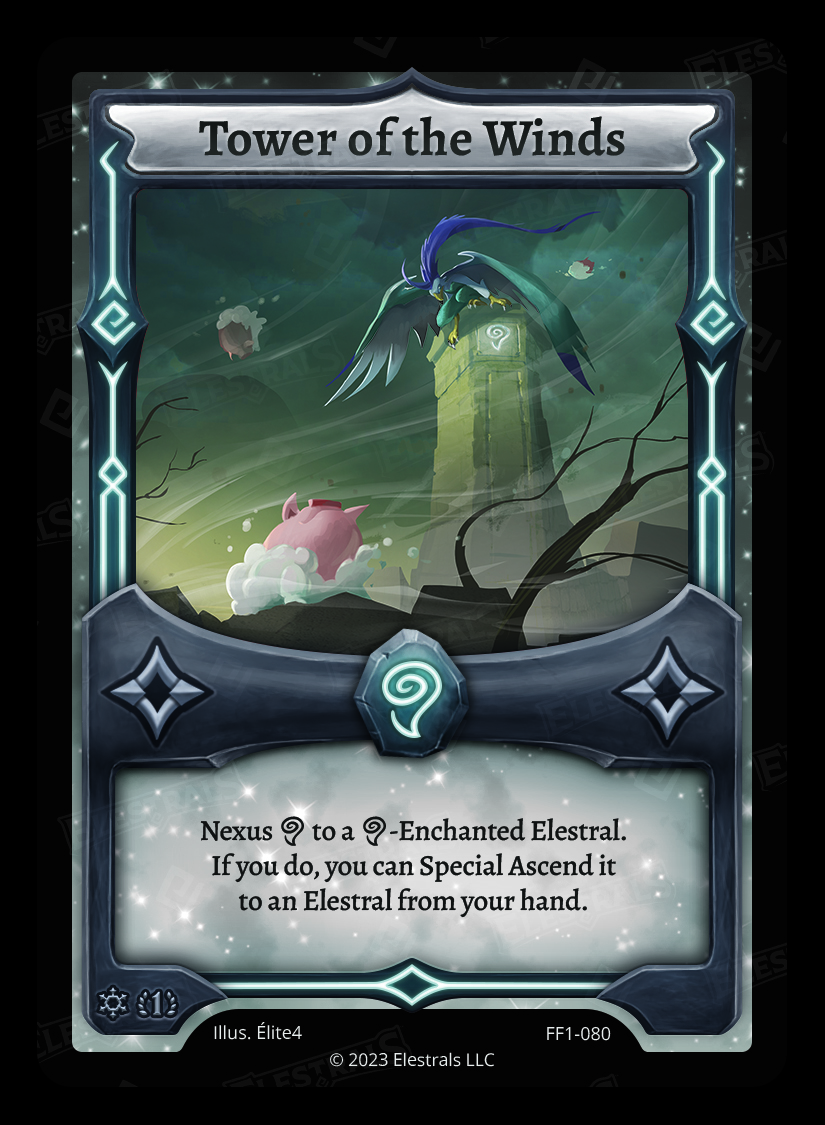 Tower of the Winds
Nexus to a -Enchanted Elestral.
If you do, you can Special Ascend it
to an Elestral from your hand.
1
Illus. Élite4
FF1-080
© 2023 Elestrals LLC